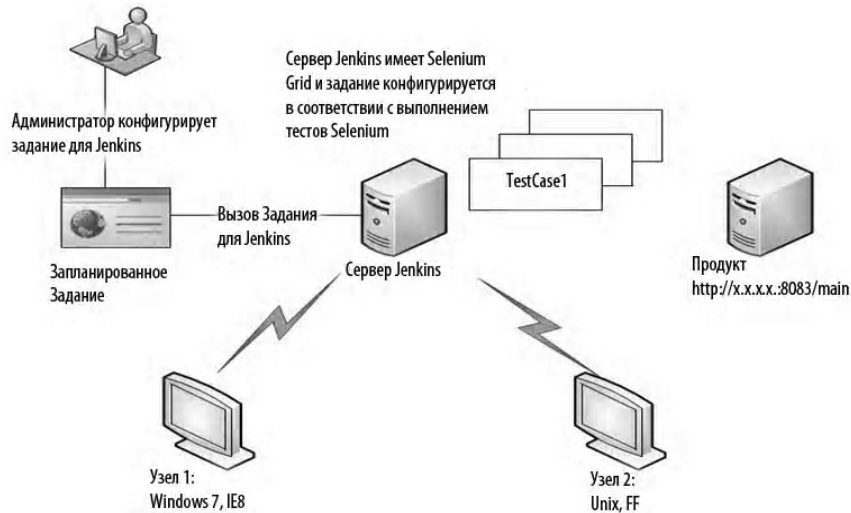 Сервер Jenkins имеет Selenium
Grid и задание конфигурируется
в соответствии с выполнением
тестов Selenium
Администратор конфигурирует
задание для Jenkins
TestCase1
Вызов Задания
для Jenkins
Запланированное
Задание
Сервер Jenkins
Продукт
http://x.x.x.x.:8083/main
Узел 1:
Windows 7, IE8
Узел 2:
Unix, FF